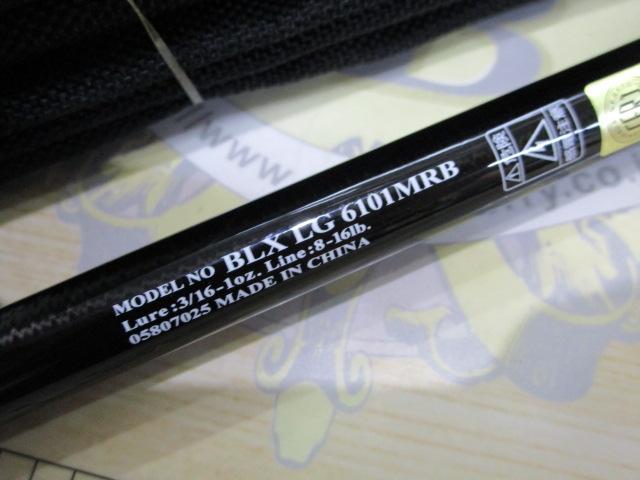 MODEL NO BLX LG 6101MRB
Lure:3/16-1oz. Line:8-16lb.
05807025 MADE IN CHINA